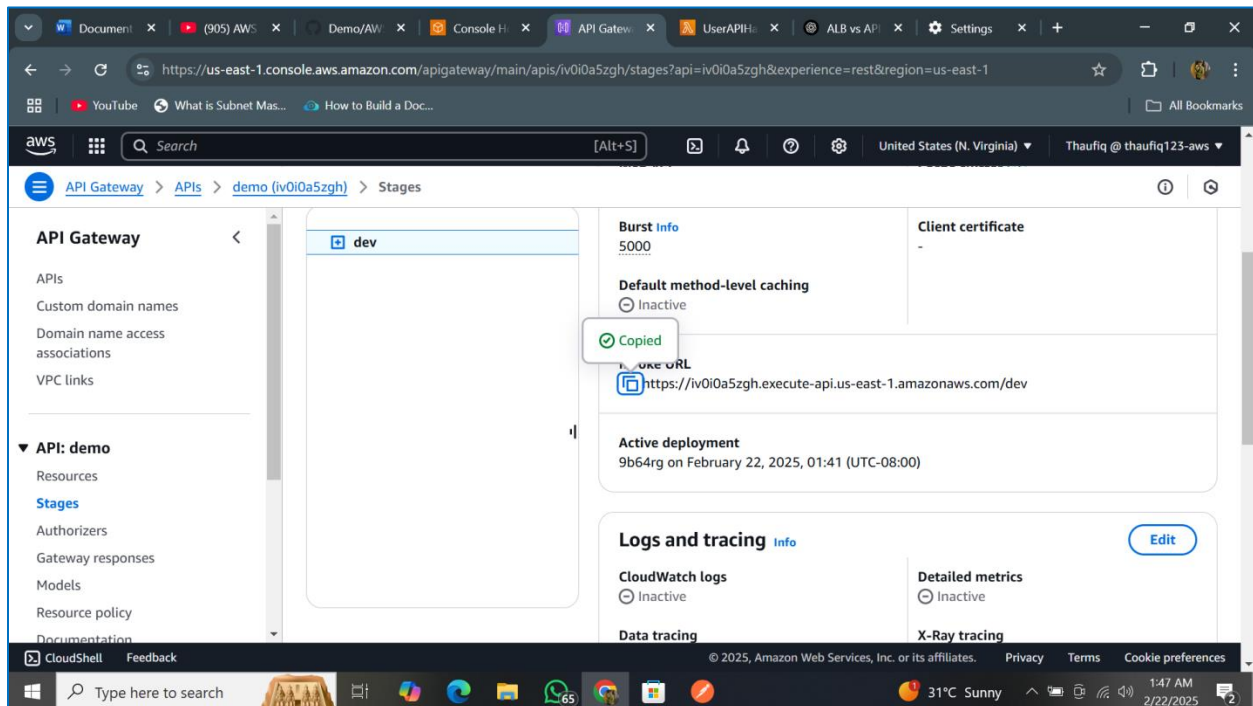 Document
(905) AWS
Demo/AW
Console H
API Gatew
UserAPIHa
ALB vs API
Settings
https://us-east-1.console.aws.amazon.com/apigateway/main/apis/iv0i0a5zgh/stages?api=iv0i0a5zgh&experience=rest&region=us-east-1
YouTube What is Subnet Mas... How to Build a Doc... All Bookmarks
aws Search [Alt+S] United States (N. Virginia) ▼ Thaufiq @ thaufiq123-aws ▼
API Gateway > APIs > demo (iv0i0a5zgh) > Stages
API Gateway
APIs
Custom domain names
Domain name access
associations
VPC links
API: demo
Resources
Stages
Authorizers
Gateway responses
Models
Resource policy
Documentation
dev
Burst Info
5000
Client certificate
-
Default method-level caching
Inactive
Copied
URL
https://iv0i0a5zgh.execute-api.us-east-1.amazonaws.com/dev
Active deployment
9b64rg on February 22, 2025, 01:41 (UTC-08:00)
Logs and tracing Info
Edit
CloudWatch logs
Inactive
Detailed metrics
Inactive
Data tracing
X-Ray tracing
CloudShell Feedback © 2025, Amazon Web Services, Inc. or its affiliates. Privacy Terms Cookie preferences
Type here to search
65
31°C Sunny
1:47 AM
2/22/2025
2